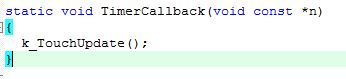 static void TimerCallback(void const *n)
{
  k_TouchUpdate();
}